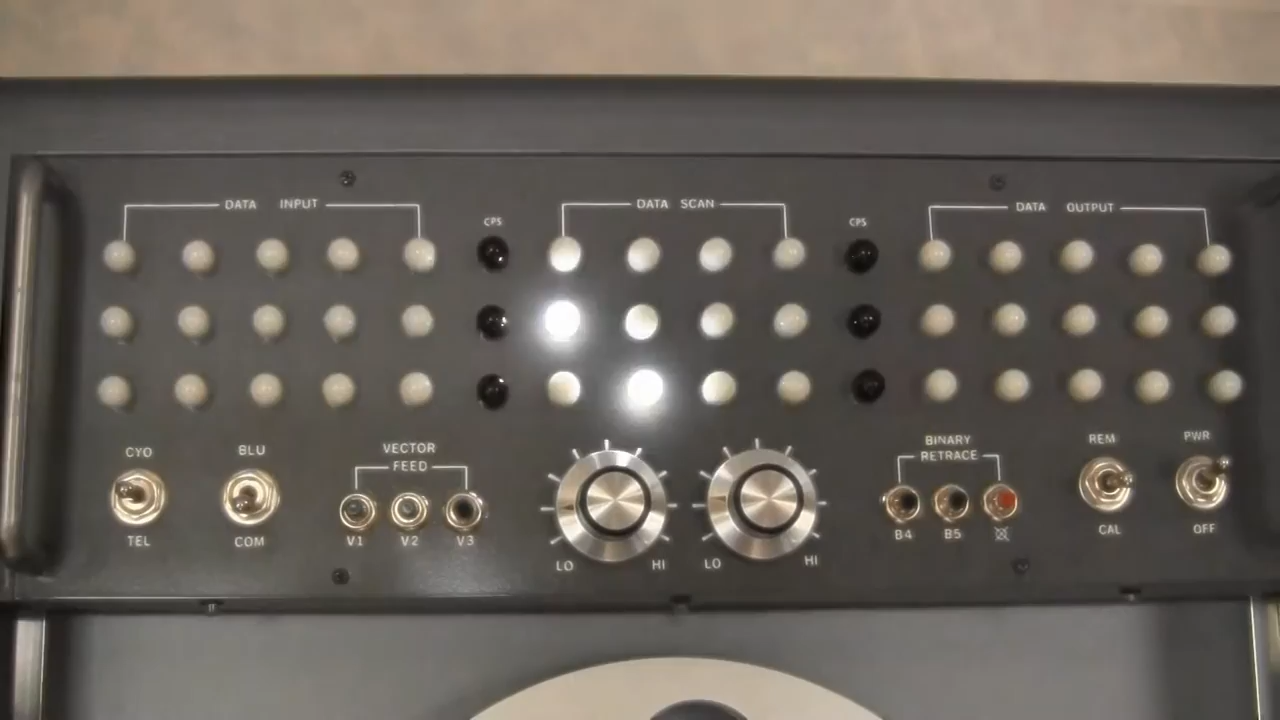 DATA INPUT
CPS
DATA SCAN
CPS
DATA OUTPUT
CYO
BLU
VECTOR
FEED
BINARY
RETRACE
REM
PWR
TEL
COM
V1
V2
V3
LO
HI
LO
HI
B4
B5
CAL
OFF